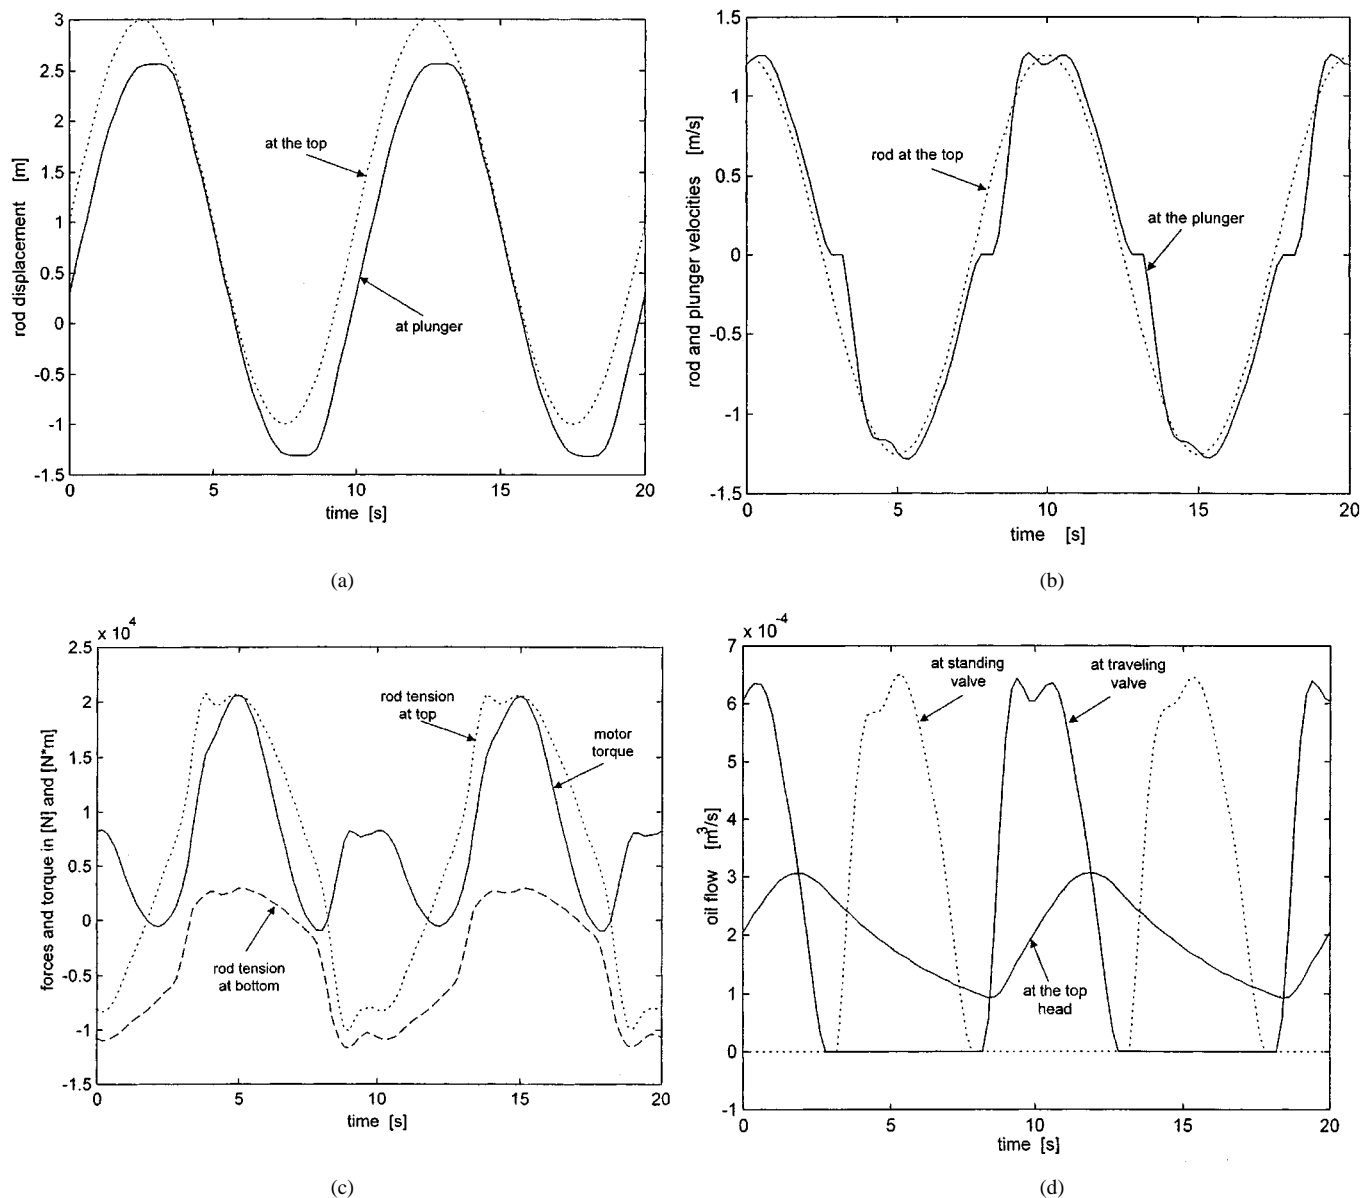 3
2.5
2
1.5
1
0.5
0
-0.5
-1
-1.5
rod displacement [m]
at the top
at plunger
0
5
10
15
20
time [s]
(a)
1.5
1
0.5
0
-0.5
-1
-1.5
rod and plunger velocities [m/s]
rod at the top
at the plunger
0
5
10
15
20
time [s]
(b)
x 10^4
2.5
2
1.5
1
0.5
0
-0.5
-1
-1.5
forces and torque in [N] and [N*m]
rod tension
at top
motor
torque
rod tension
at bottom
0
5
10
15
20
time [s]
(c)
x 10^-4
7
6
5
4
3
2
1
0
-1
oil flow [m^3/s]
at standing
valve
at traveling
valve
at the top
head
0
5
10
15
20
time [s]
(d)